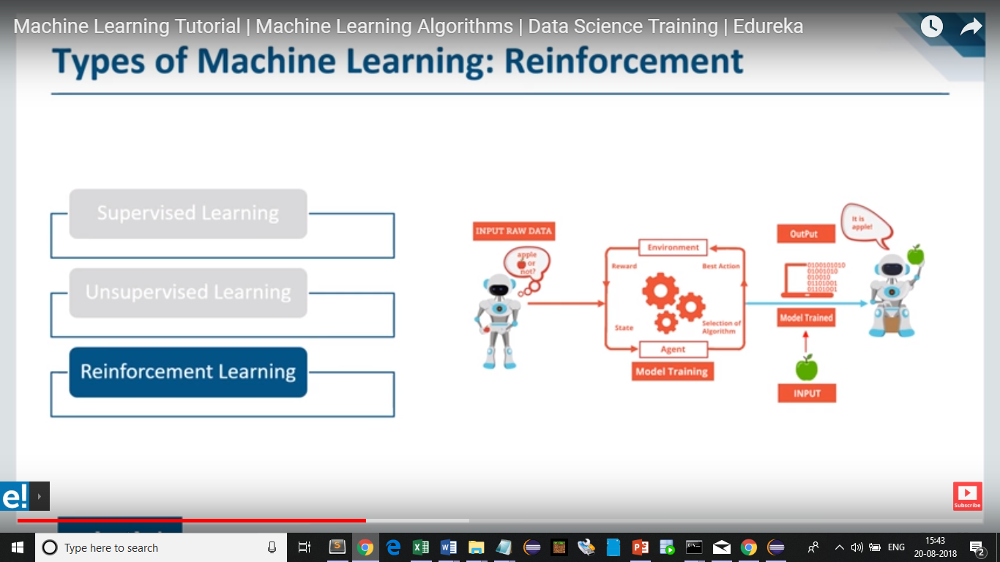 Machine Learning Tutorial | Machine Learning Algorithms | Data Science Training | Edureka
Types of Machine Learning: Reinforcement
Supervised Learning
Unsupervised Learning
Reinforcement Learning
INPUT RAW DATA
apple
or
not?
Environment
Reward
Best Action
State
Selection of
Algorithm
Agent
Model Training
OutPut
It is
apple!
0100101010
01001010
010010
01101001
01101001
Model Trained
INPUT
e!
Subscribe
Type here to search
S
e
X
W
P
ENG
15:43
20-08-2018
2